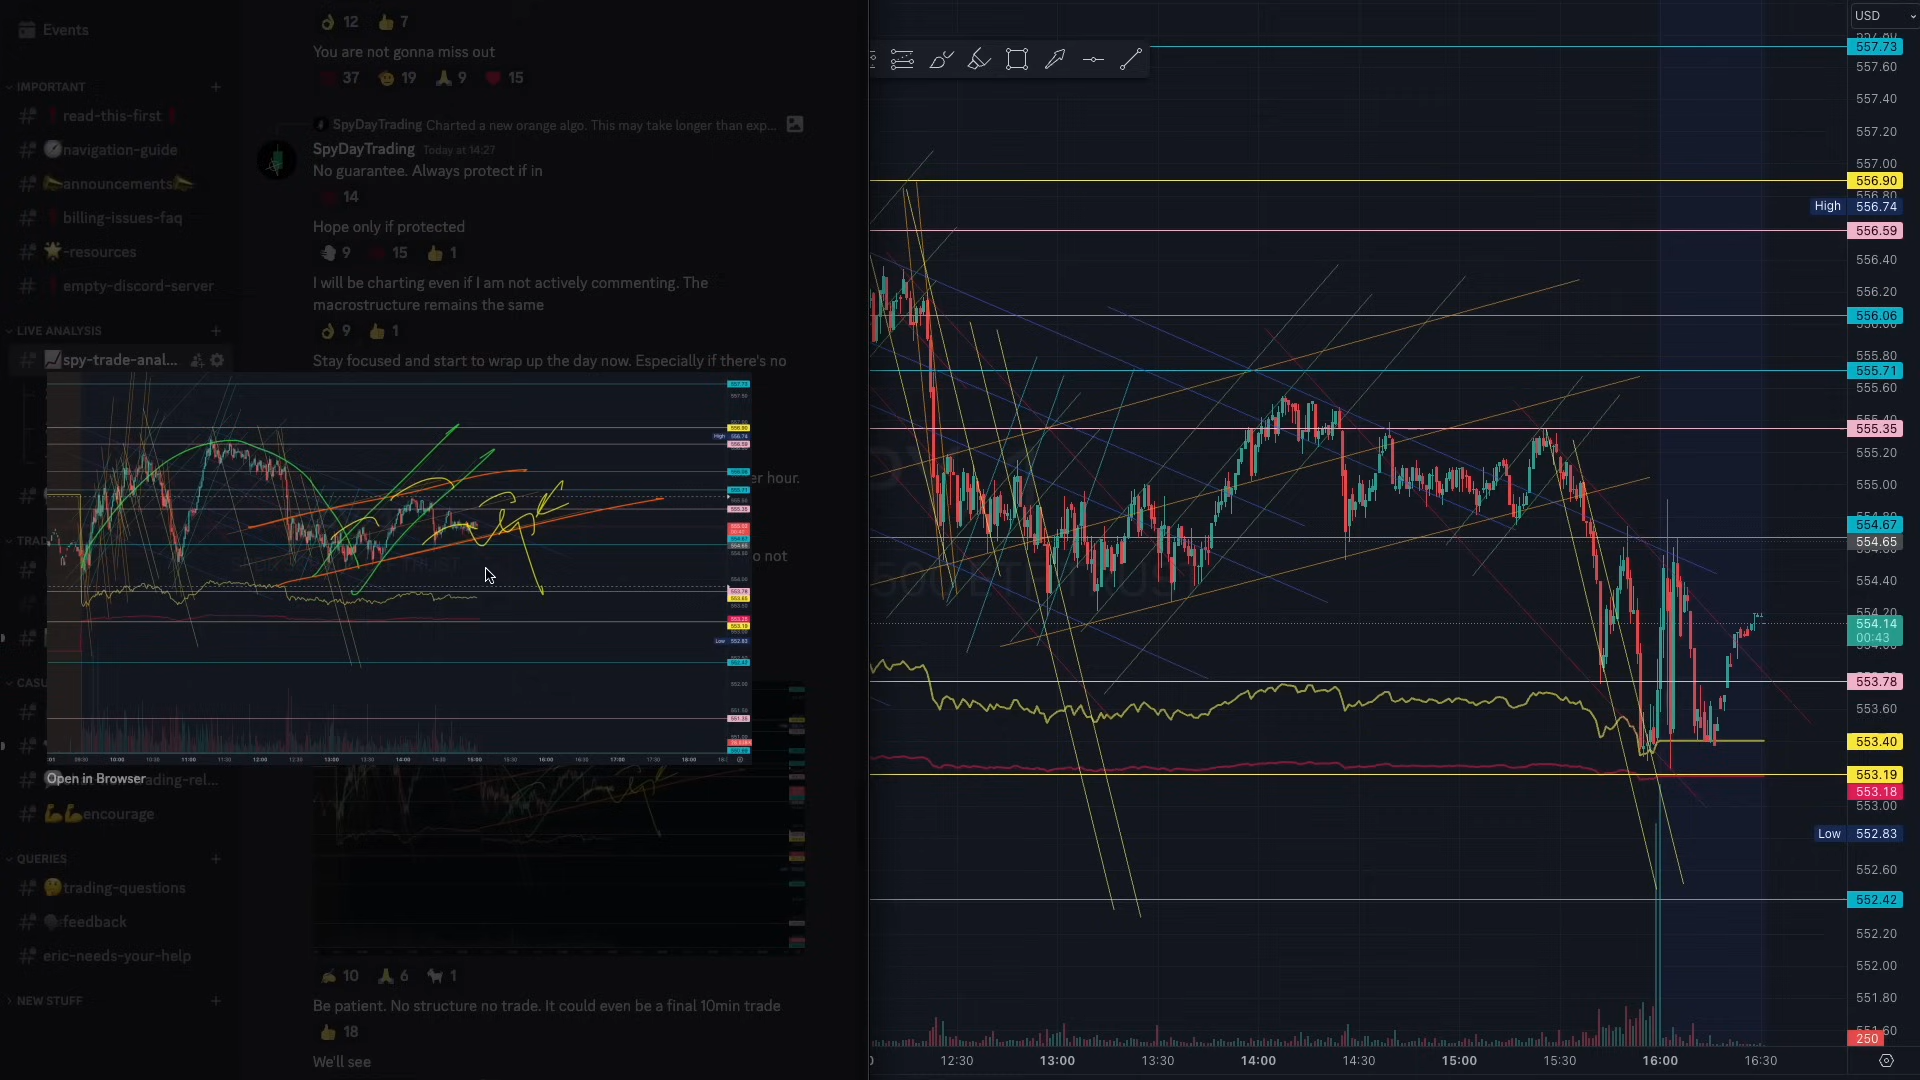 Events
IMPORTANT
read-this-first
navigation-guide
announcements
billing-issues-faq
-resources
empty-discord-server
LIVE ANALYSIS
spy-trade-anal...
CAS
Open in Browser
ading-rel...
encourage
QUERIES
trading-questions
feedback
eric-needs-your-help
NEW STUFF
12 7
You are not gonna miss out
37 19 9 15
SpyDayTrading Charted a new orange algo. This may take longer than exp...
SpyDayTrading Today at 14:27
No guarantee. Always protect if in
14
Hope only if protected
9 15 1
I will be charting even if I am not actively commenting. The
macrostructure remains the same
9 1
Stay focused and start to wrap up the day now. Especially if there's no
er hour.
o not
10 6 1
Be patient. No structure no trade. It could even be a final 10min trade
18
We'll see
USD
557.73
557.60
557.40
557.20
557.00
556.90
High 556.74
556.59
556.40
556.20
556.06
555.80
555.71
555.60
555.35
555.20
555.00
554.67
554.65
554.40
554.20
554.14
00:43
553.78
553.60
553.40
553.19
553.18
553.00
Low 552.83
552.60
552.42
552.20
552.00
551.80
551.60
250
12:30 13:00 13:30 14:00 14:30 15:00 15:30 16:00 16:30